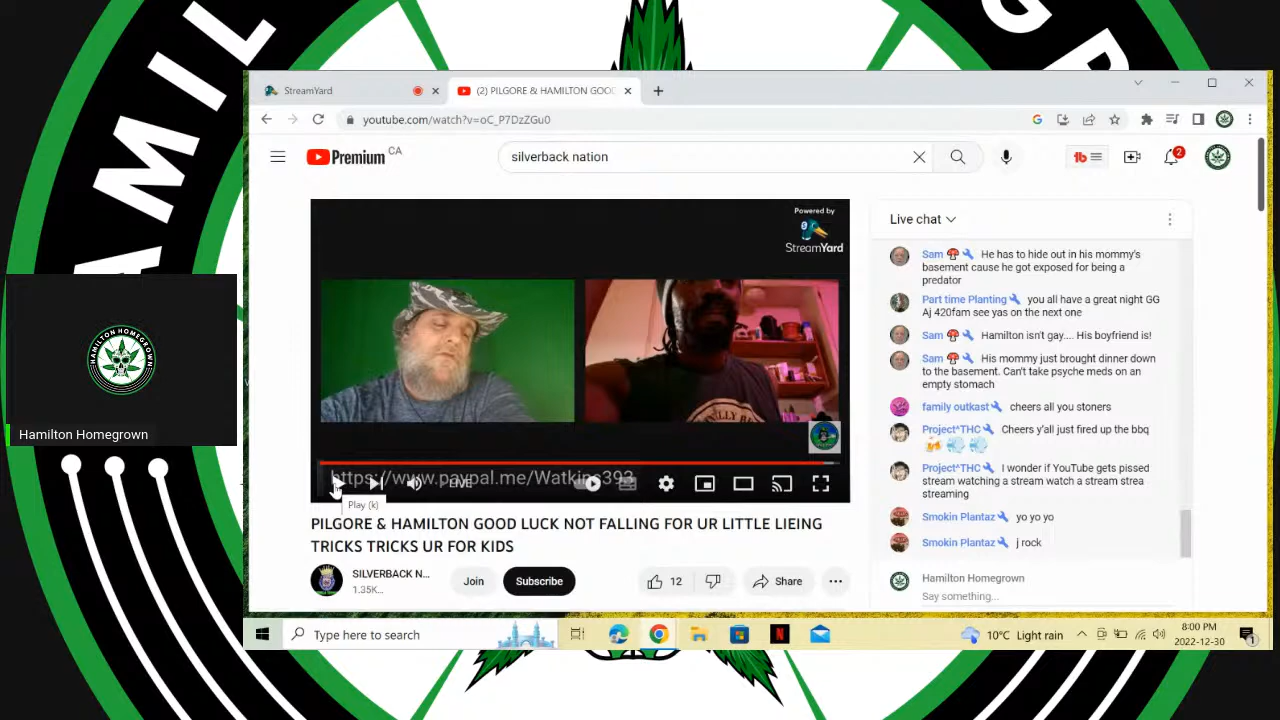 AMIL
GR
StreamYard
(2) PILGORE & HAMILTON GOOD
youtube.com/watch?v=oC_P7DzZGu0
Premium CA
silverback nation
tb
2
Powered by
StreamYard
Live chat
Sam He has to hide out in his mommy's
basement cause he got exposed for being a
predator
Part time Planting you all have a great night GG
Aj 420fam see yas on the next one
Sam Hamilton isn't gay.... His boyfriend is!
Sam His mommy just brought dinner down
to the basement. Can't take psyche meds on an
empty stomach
family outkast cheers all you stoners
Project^THC Cheers y'all just fired up the bbq
Project^THC I wonder if YouTube gets pissed
stream watching a stream watch a stream strea
streaming
Smokin Plantaz yo yo yo
Smokin Plantaz j rock
Hamilton Homegrown
Say something...
HAMILTON HOMEGROWN
Hamilton Homegrown
https://www.paypal.me/Watkins393
LIVE
Play (k)
PILGORE & HAMILTON GOOD LUCK NOT FALLING FOR UR LITTLE LIEING
TRICKS TRICKS UR FOR KIDS
SILVERBACK N...
1.35K...
Join
Subscribe
12
Share
Type here to search
N
10°C Light rain
8:00 PM
2022-12-30
1